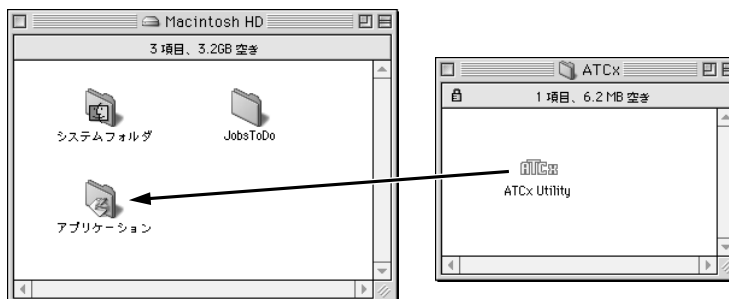 Macintosh HD
3 項目、3.2GB 空き
システムフォルダ
JobsToDo
アプリケーション
ATCx
1 項目、6.2 MB 空き
ATCx
ATCx Utility